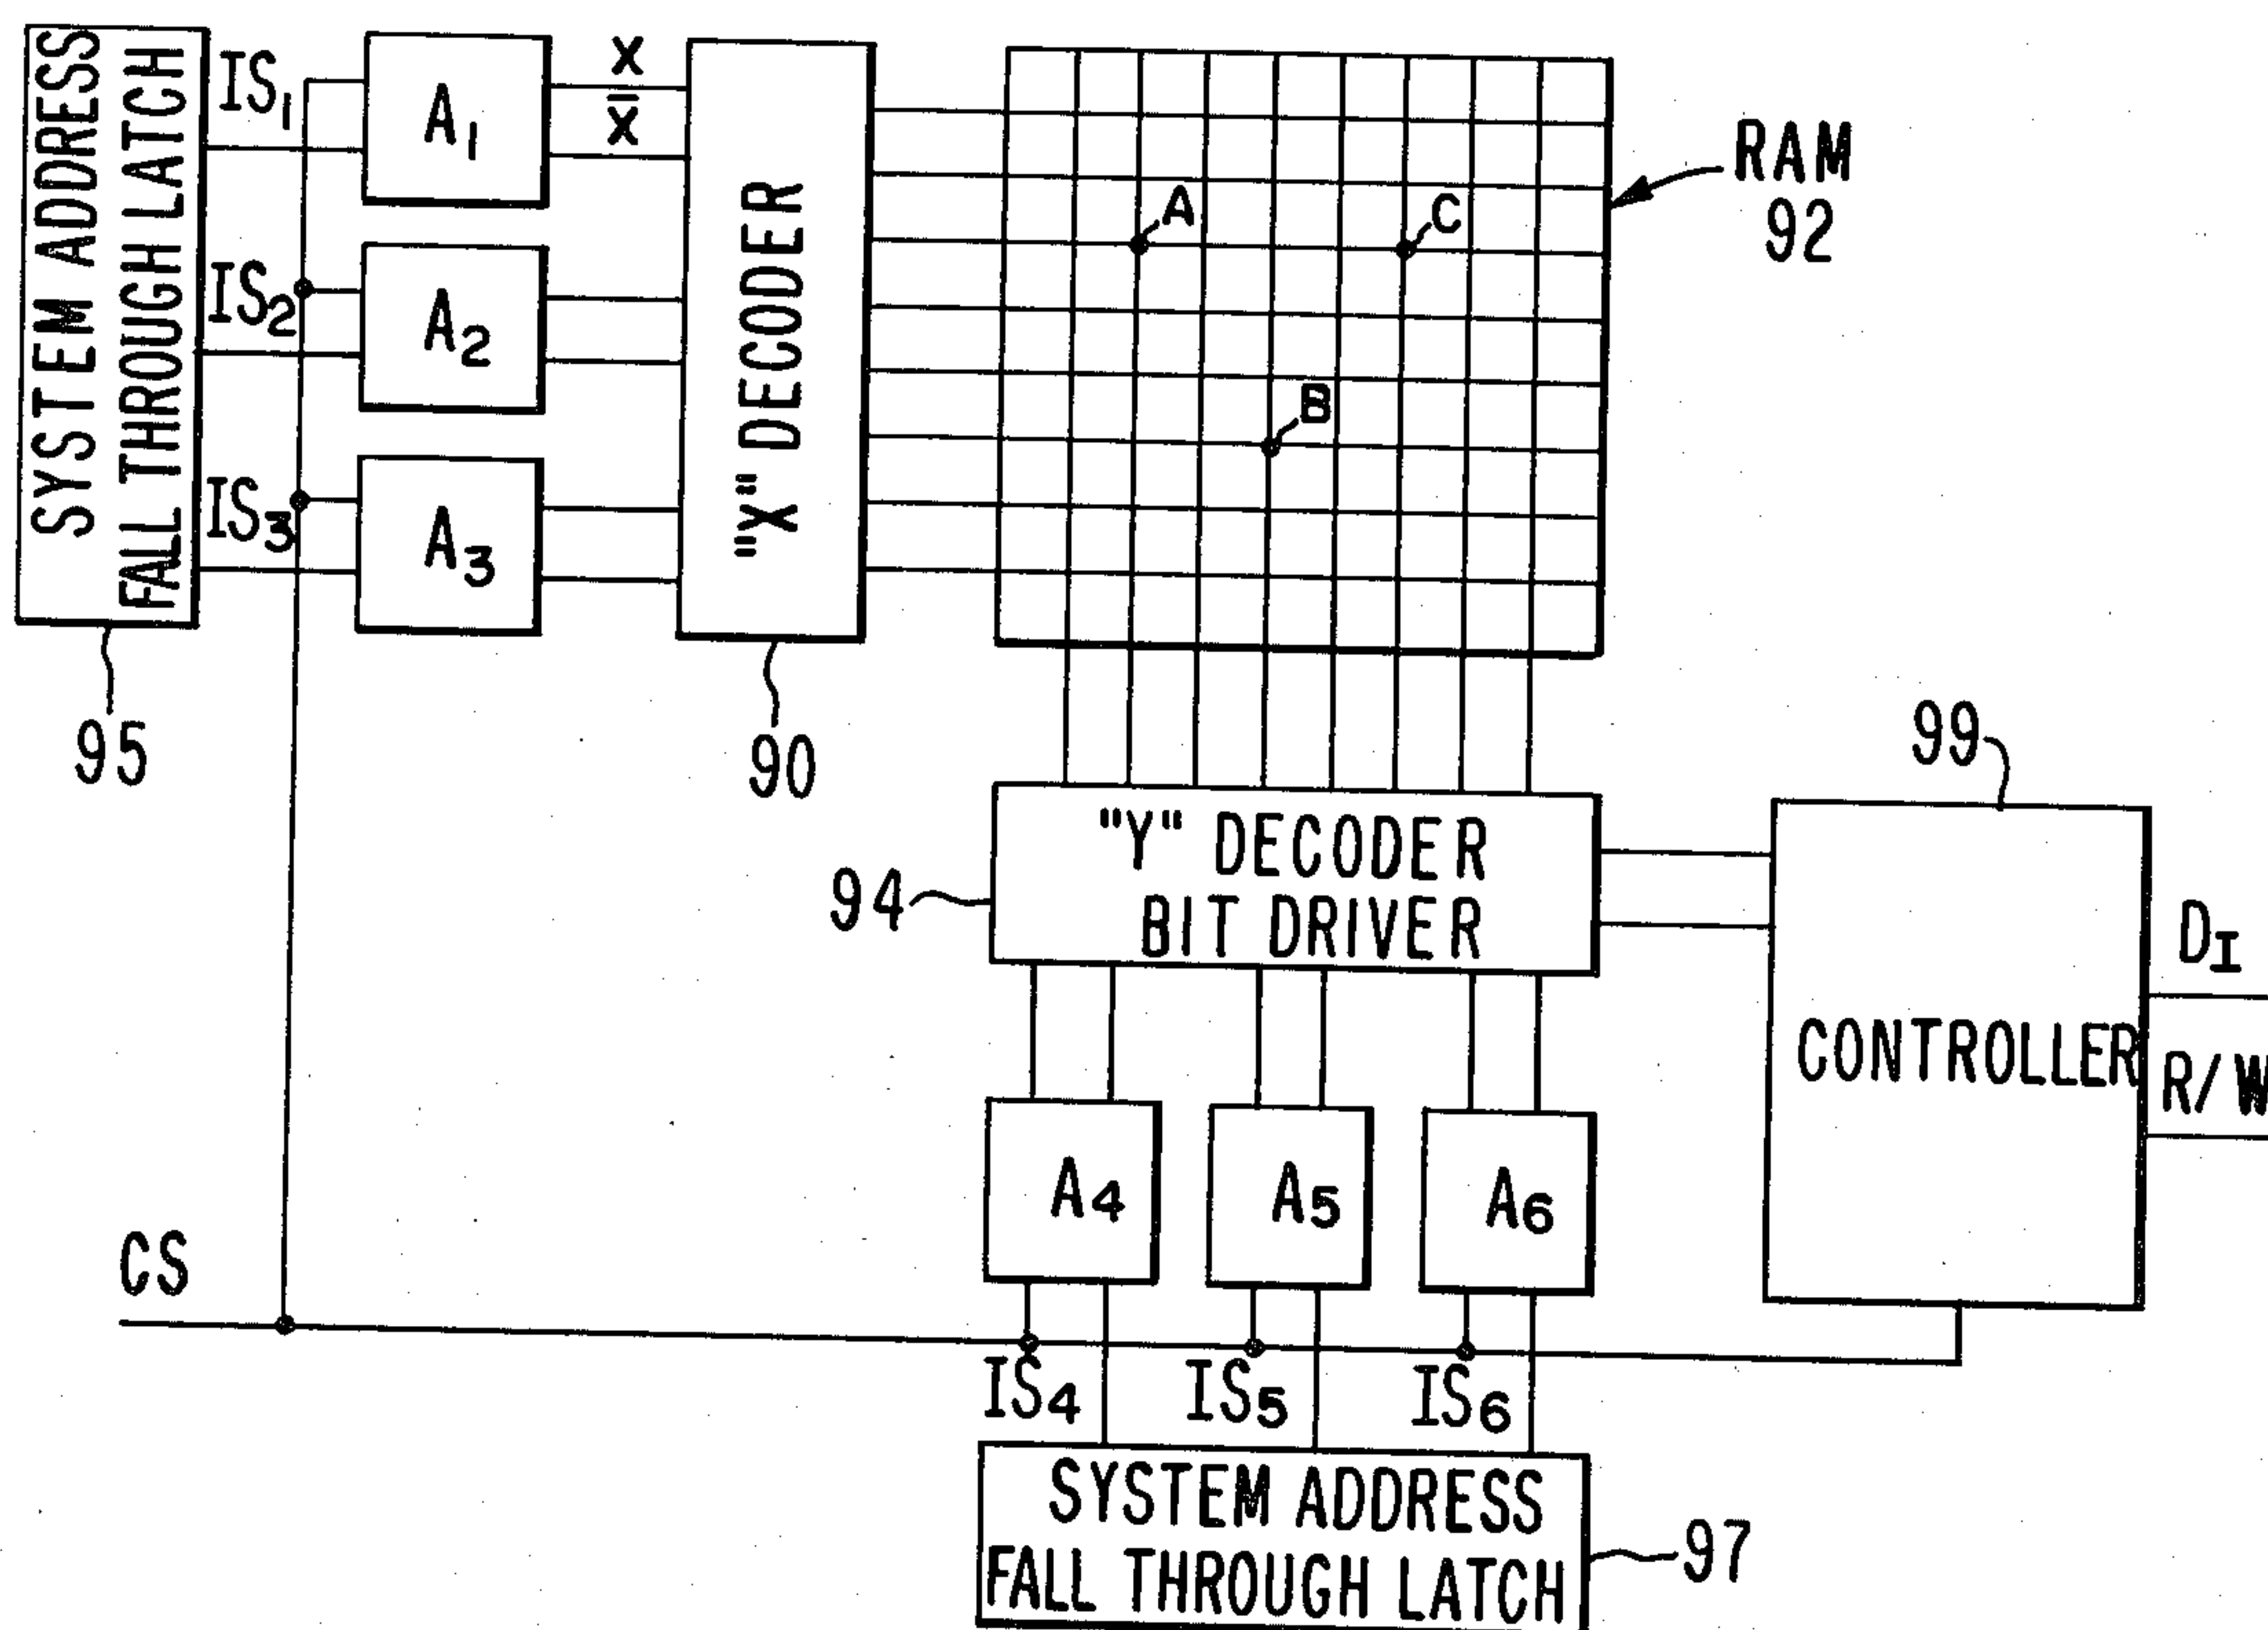 SYSTEM ADDRESS
FALL THROUGH LATCH
IS1
A1
X
X̅
"X" DECODER
A
C
RAM
92
IS2
A2
B
IS3
A3
95
90
99
"Y" DECODER
BIT DRIVER
94
CONTROLLER
DI
R/W
A4
A5
A6
CS
IS4
IS5
IS6
SYSTEM ADDRESS
FALL THROUGH LATCH
97